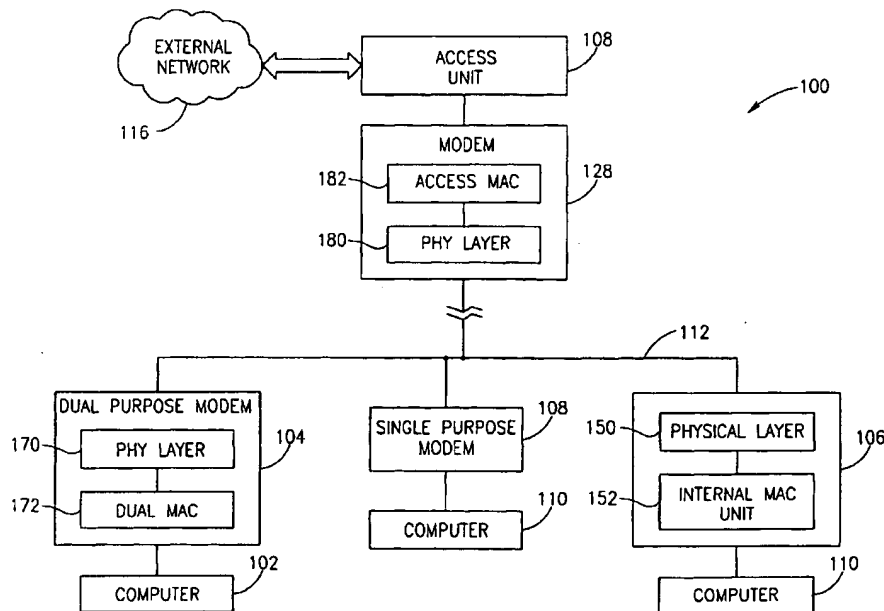 EXTERNAL
NETWORK
116
ACCESS
UNIT
108
100
MODEM
182
ACCESS MAC
128
180
PHY LAYER
112
DUAL PURPOSE MODEM
170
PHY LAYER
104
172
DUAL MAC
COMPUTER
102
SINGLE PURPOSE
MODEM
108
COMPUTER
110
150
PHYSICAL LAYER
106
152
INTERNAL MAC
UNIT
COMPUTER
110